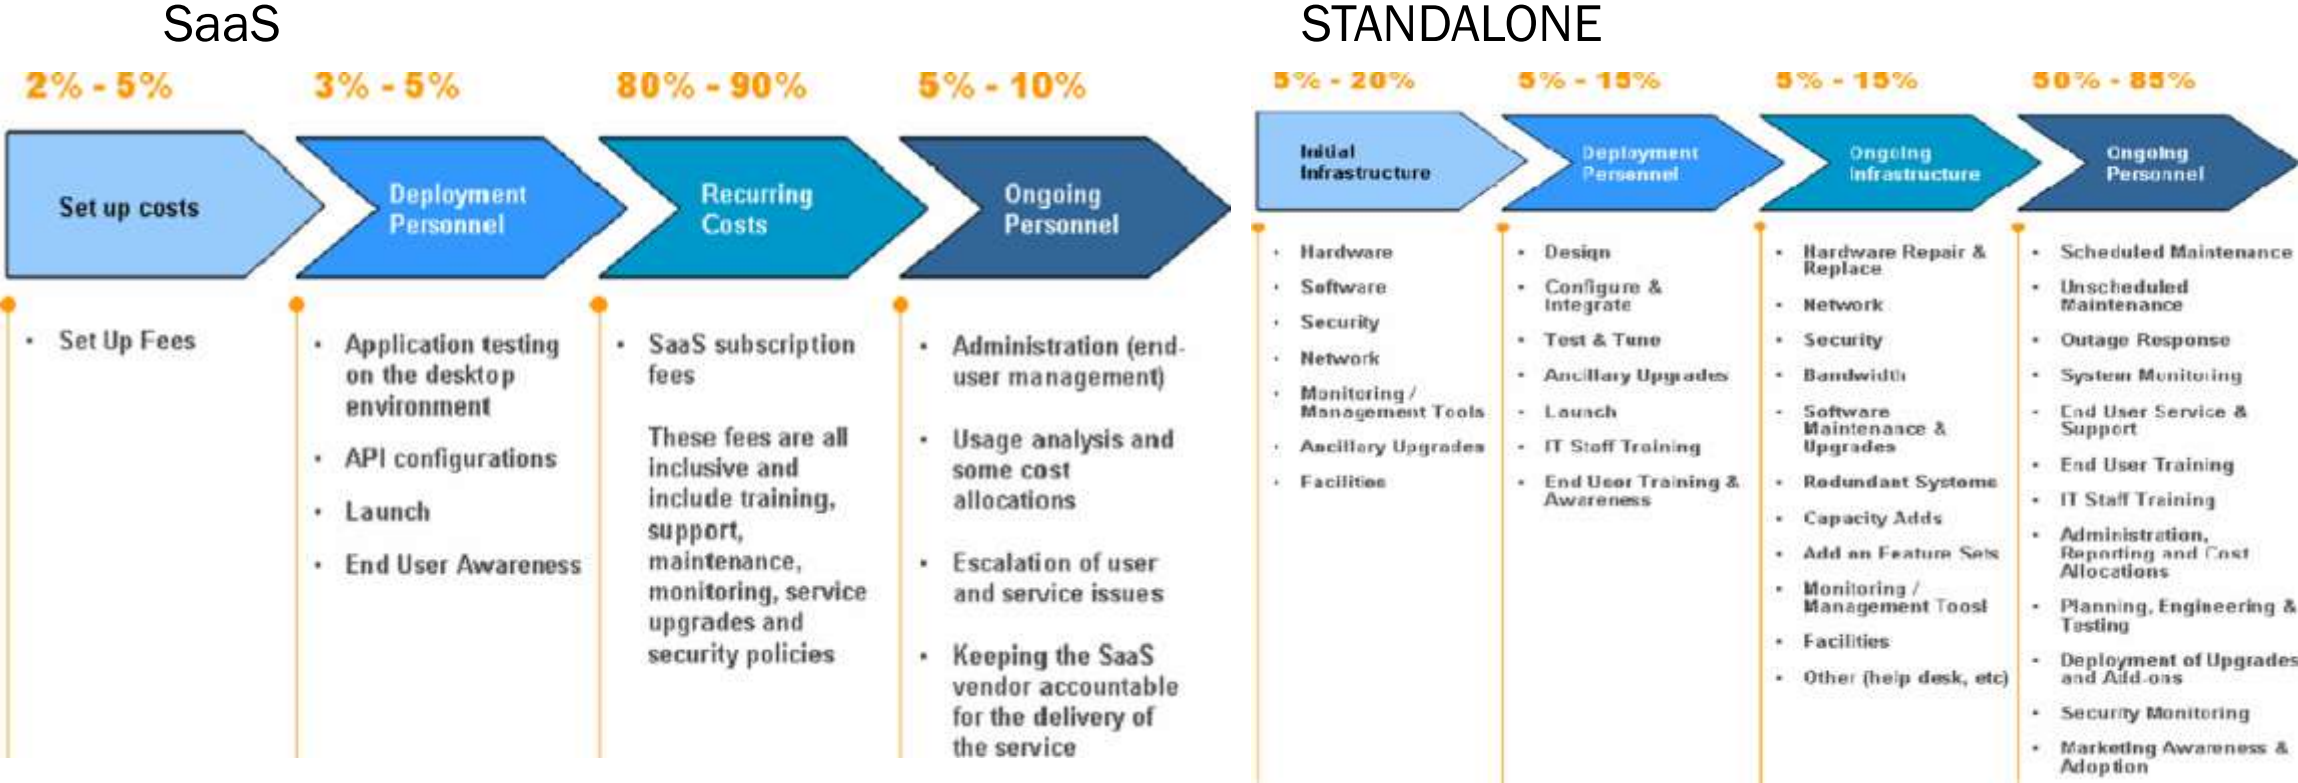 SaaS
2% - 5%
Set up costs
• Set Up Fees
3% - 5%
Deployment
Personnel
• Application testing
on the desktop
environment
• API configurations
• Launch
• End User Awareness
80% - 90%
Recurring
Costs
• SaaS subscription
fees
These fees are all
inclusive and
include training,
support,
maintenance,
monitoring, service
upgrades and
security policies
5% - 10%
Ongoing
Personnel
• Administration (end-
user management)
• Usage analysis and
some cost
allocations
• Escalation of user
and service issues
• Keeping the SaaS
vendor accountable
for the delivery of
the service
STANDALONE
5% - 20%
Initial
Infrastructure
• Hardware
• Software
• Security
• Network
• Monitoring /
Management Tools
• Ancillary Upgrades
• Facilities
5% - 15%
Deployment
Personnel
• Design
• Configure &
Integrate
• Test & Tune
• Ancillary Upgrades
• Launch
• IT Staff Training
• End User Training &
Awareness
5% - 15%
Ongoing
Infrastructure
• Hardware Repair &
Replace
• Network
• Security
• Bandwidth
• Software
Maintenance &
Upgrades
• Redundant Systems
• Capacity Adds
• Add on Feature Sets
• Monitoring /
Management Toosl
• Facilities
• Other (help desk, etc)
50% - 85%
Ongoing
Personnel
• Scheduled Maintenance
• Unscheduled
Maintenance
• Outage Response
• System Monitoring
• End User Service &
Support
• End User Training
• IT Staff Training
• Administration,
Reporting and Cost
Allocations
• Planning, Engineering &
Testing
• Deployment of Upgrades
and Add-ons
• Security Monitoring
• Marketing Awareness &
Adoption